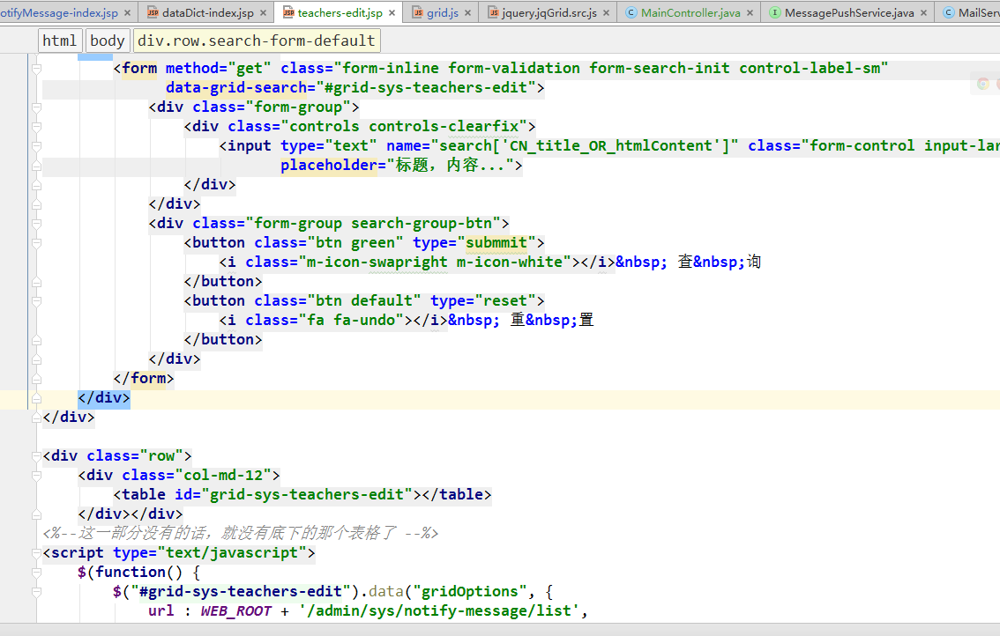 otifyMessage-index.jsp × dataDict-index.jsp × teachers-edit.jsp × grid.js × jquery.jqGrid.src.js × MainController.java × MessagePushService.java × MailServ
html body div.row.search-form-default
<form method="get" class="form-inline form-validation form-search-init control-label-sm"
data-grid-search="#grid-sys-teachers-edit">
<div class="form-group">
<div class="controls controls-clearfix">
<input type="text" name="search['CN_title_OR_htmlContent']" class="form-control input-lar
placeholder="标题，内容...">
</div>
</div>
<div class="form-group search-group-btn">
<button class="btn green" type="submmit">
<i class="m-icon-swapright m-icon-white"></i>&nbsp; 查&nbsp;询
</button>
<button class="btn default" type="reset">
<i class="fa fa-undo"></i>&nbsp; 重&nbsp;置
</button>
</div>
</form>
</div>
</div>
<div class="row">
<div class="col-md-12">
<table id="grid-sys-teachers-edit"></table>
</div></div>
<%--这一部分没有的话，就没有底下的那个表格了 --%>
<script type="text/javascript">
$(function() {
$("#grid-sys-teachers-edit").data("gridOptions", {
url : WEB_ROOT + '/admin/sys/notify-message/list',